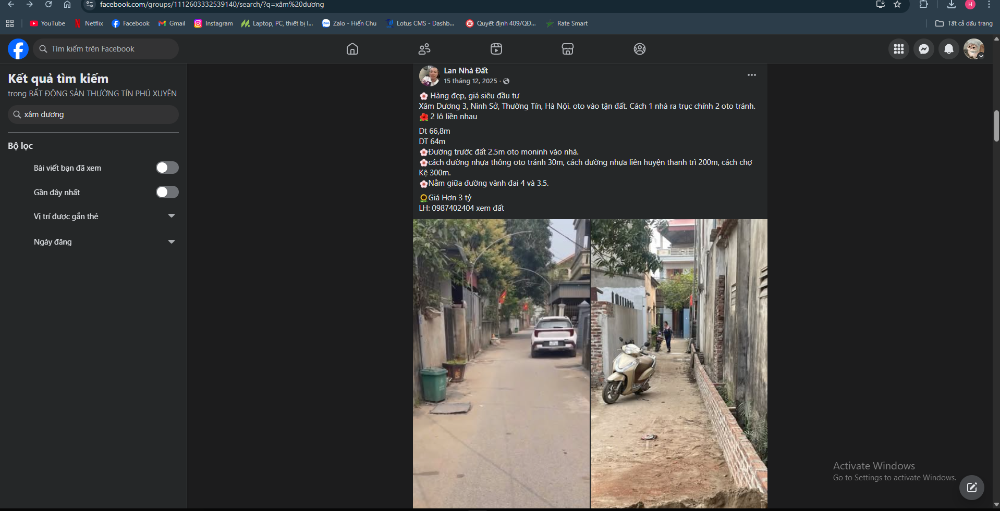 facebook.com/groups/1112603332539140/search/?q=xâm%20dương
H
YouTube
Netflix
Facebook
Gmail
Instagram
Laptop, PC, thiết bị l...
Zalo - Hiển Chu
Lotus CMS - Dashb...
Quyết định 409/QĐ...
Rate Smart
Tất cả dấu trang
Tìm kiếm trên Facebook
Kết quả tìm kiếm
trong BẤT ĐỘNG SẢN THƯỜNG TÍN PHÚ XUYÊN
xâm dương
Bộ lọc
Bài viết bạn đã xem
Gần đây nhất
Vị trí được gắn thẻ
Ngày đăng
Lan Nhà Đất
15 tháng 12, 2025 ·
🌸 Hàng đẹp, giá siêu đầu tư
Xâm Dương 3, Ninh Sở, Thường Tín, Hà Nội. oto vào tận đất. Cách 1 nhà ra trục chính 2 oto tránh.
🌺 2 lô liền nhau
Dt 66,8m
DT 64m
🌸Đường trước đất 2.5m oto moninh vào nhà.
🌸cách đường nhựa thông oto tránh 30m, cách đường nhựa liên huyện thanh trì 200m, cách chợ
Kệ 300m.
🌸Nằm giữa đường vành đai 4 và 3.5.
🌻Giá Hơn 3 tỷ
LH: 0987402404 xem đất
Activate Windows
Go to Settings to activate Windows.